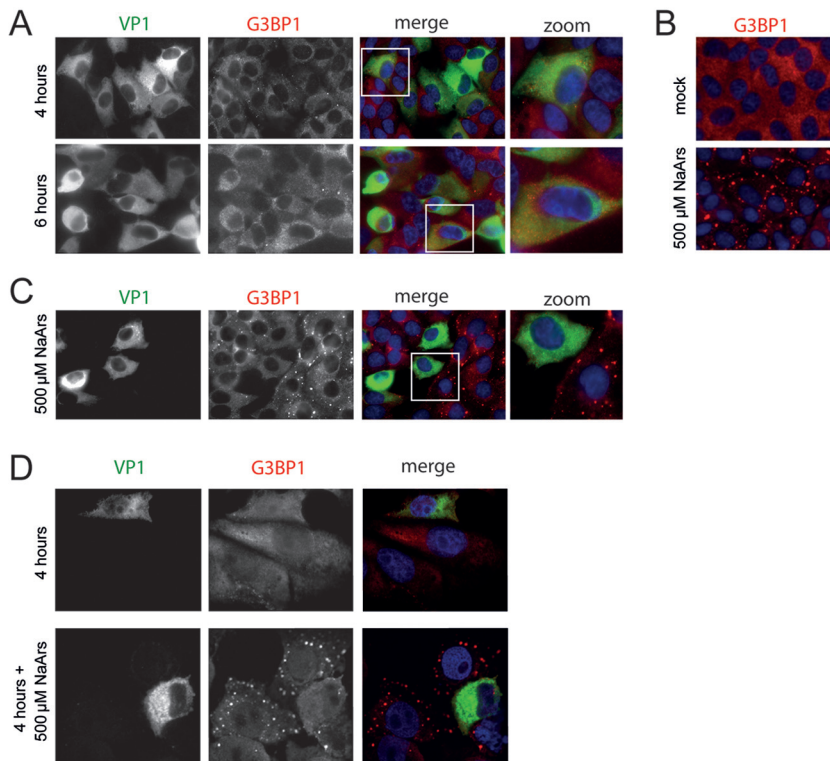 A
VP1 G3BP1 merge zoom
4 hours
6 hours
B
G3BP1
mock
500 µM NaArs
C
VP1 G3BP1 merge zoom
500 µM NaArs
D
VP1 G3BP1 merge
4 hours
4 hours +
500 µM NaArs